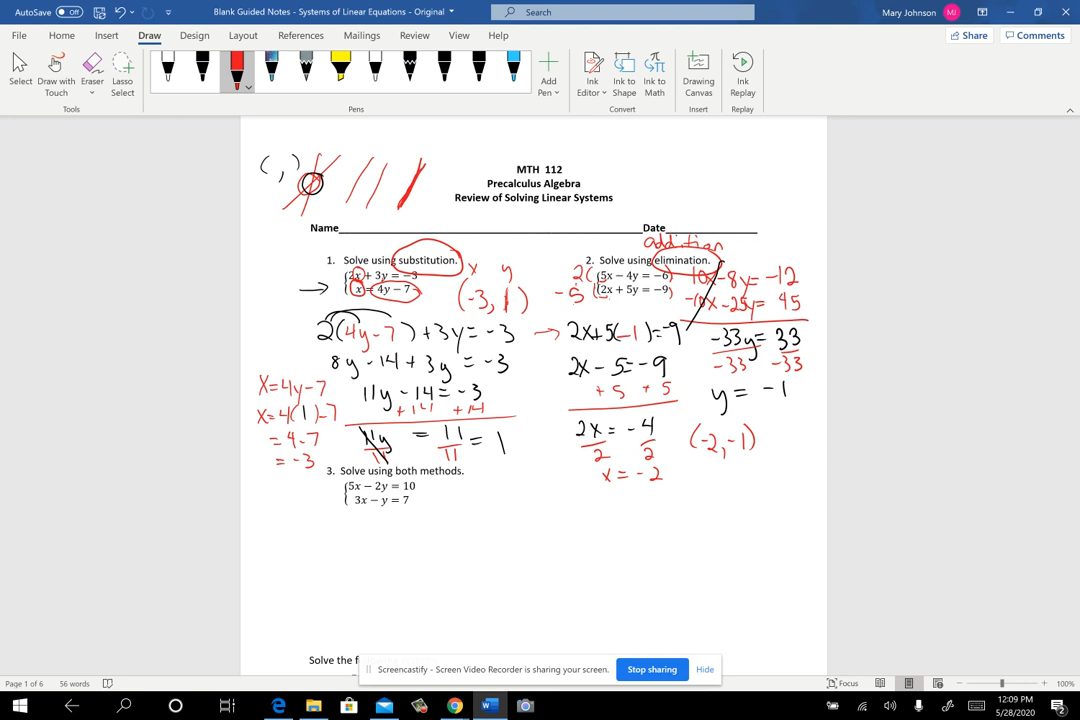 AutoSave Off
Blank Guided Notes - Systems of Linear Equations - Original
Search
Mary Johnson MJ
File Home Insert Draw Design Layout References Mailings Review View Help
Share Comments
Select Draw with Touch Eraser Lasso Select
Add Pen
Ink Editor Ink to Shape Ink to Math Drawing Canvas Ink Replay
Tools Pens Convert Insert Replay
( , )
MTH 112
Precalculus Algebra
Review of Solving Linear Systems
Name Date
addition
1. Solve using substitution.
2x + 3y = −3
x = 4y − 7
x y
(-3, 1)
2(4y-7) + 3y = -3
8y - 14 + 3y = -3
11y - 14 = -3
+14 +14
11y = 11 = 1
11 11
x = 4y - 7
x = 4(1) - 7
= 4 - 7
= -3
2. Solve using elimination.
2( 5x − 4y = −6 )
-5( 2x + 5y = −9 )
10x - 8y = -12
-10x - 25y = 45
-33y = 33
-33 -33
y = -1
2x + 5(-1) = -9
2x - 5 = -9
+5 +5
2x = -4
2 2
x = -2
(-2, -1)
3. Solve using both methods.
5x − 2y = 10
3x − y = 7
Solve the f
Screencastify - Screen Video Recorder is sharing your screen. Stop sharing Hide
Page 1 of 6 56 words
Focus 100%
12:09 PM
5/28/2020
2